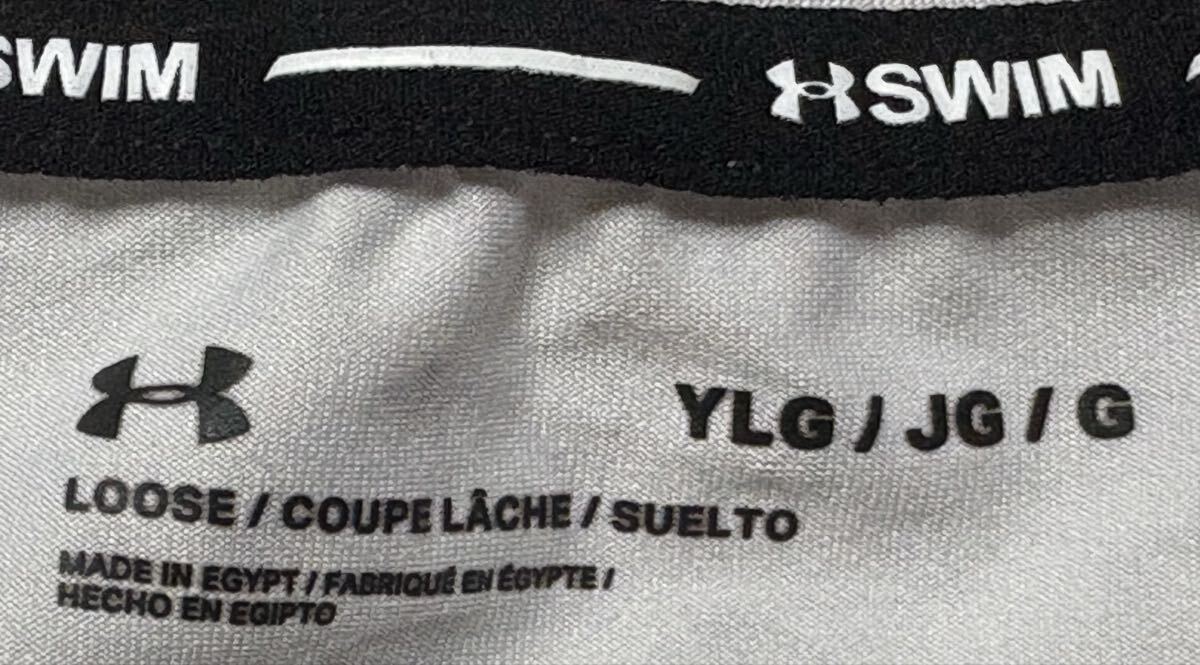 SWIM SWIM
YLG / JG / G
LOOSE / COUPE LÂCHE / SUELTO
MADE IN EGYPT / FABRIQUÉ EN ÉGYPTE /
HECHO EN EGIPTO